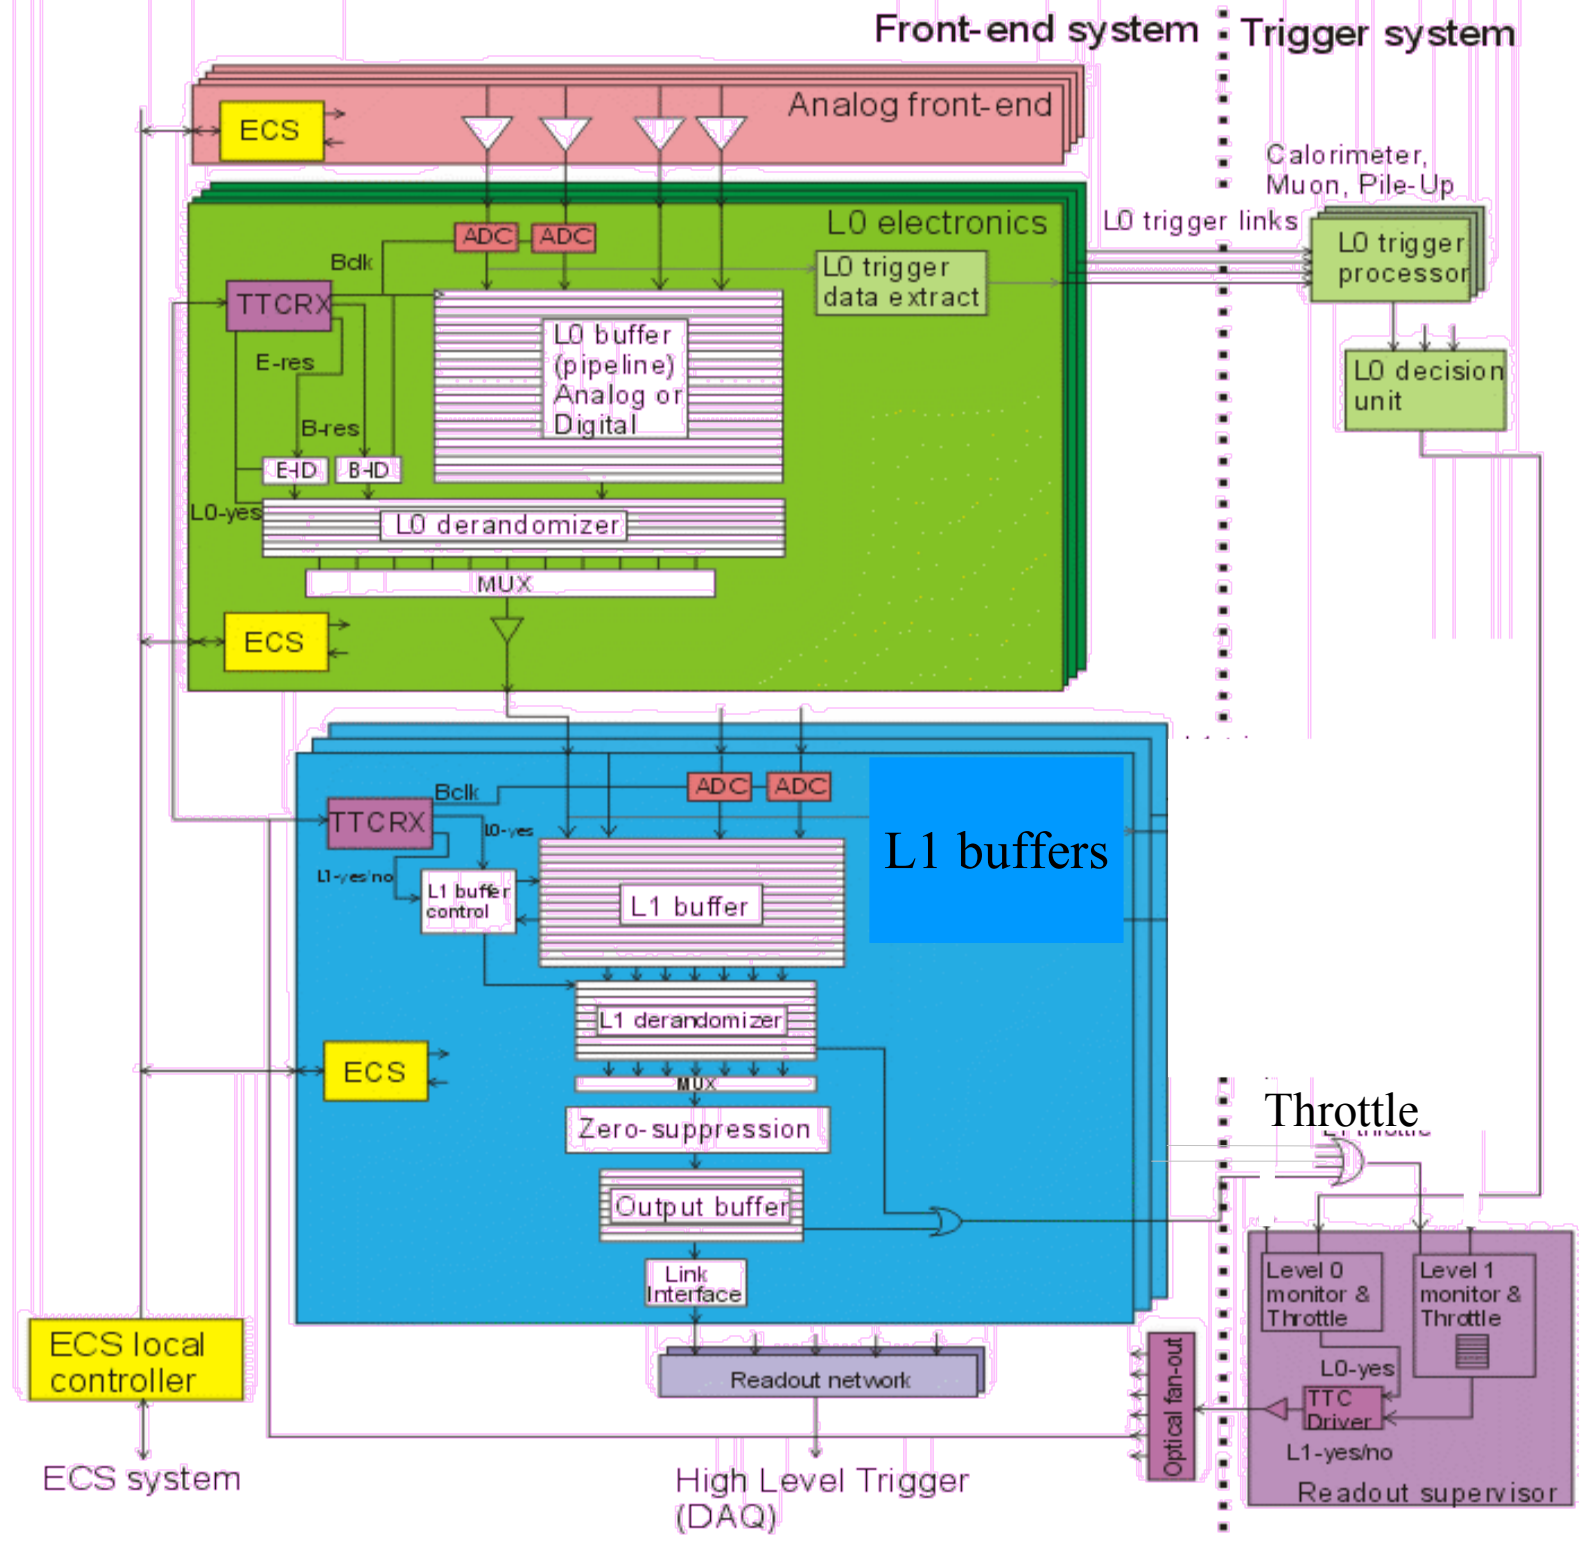 Front-end system
Trigger system
Analog front-end
ECS
Calorimeter,
Muon, Pile-Up
L0 electronics
L0 trigger links
ADC
ADC
L0 trigger
processor
Bclk
L0 trigger
data extract
TTCRX
L0 buffer
(pipeline)
Analog or
Digital
E-res
L0 decision
unit
B-res
L0-yes
L0 derandomizer
MUX
ECS
ADC
ADC
Bclk
TTCRX
L0-yes
L1 buffers
L1-yes/no
L1 buffer
control
L1 buffer
L1 derandomizer
ECS
MUX
Throttle
Zero-suppression
Output buffer
Link
Interface
Level 0
monitor &
Throttle
Level 1
monitor &
Throttle
ECS local
controller
Readout network
Optical fan-out
L0-yes
TTC
Driver
L1-yes/no
Readout supervisor
ECS system
High Level Trigger
(DAQ)